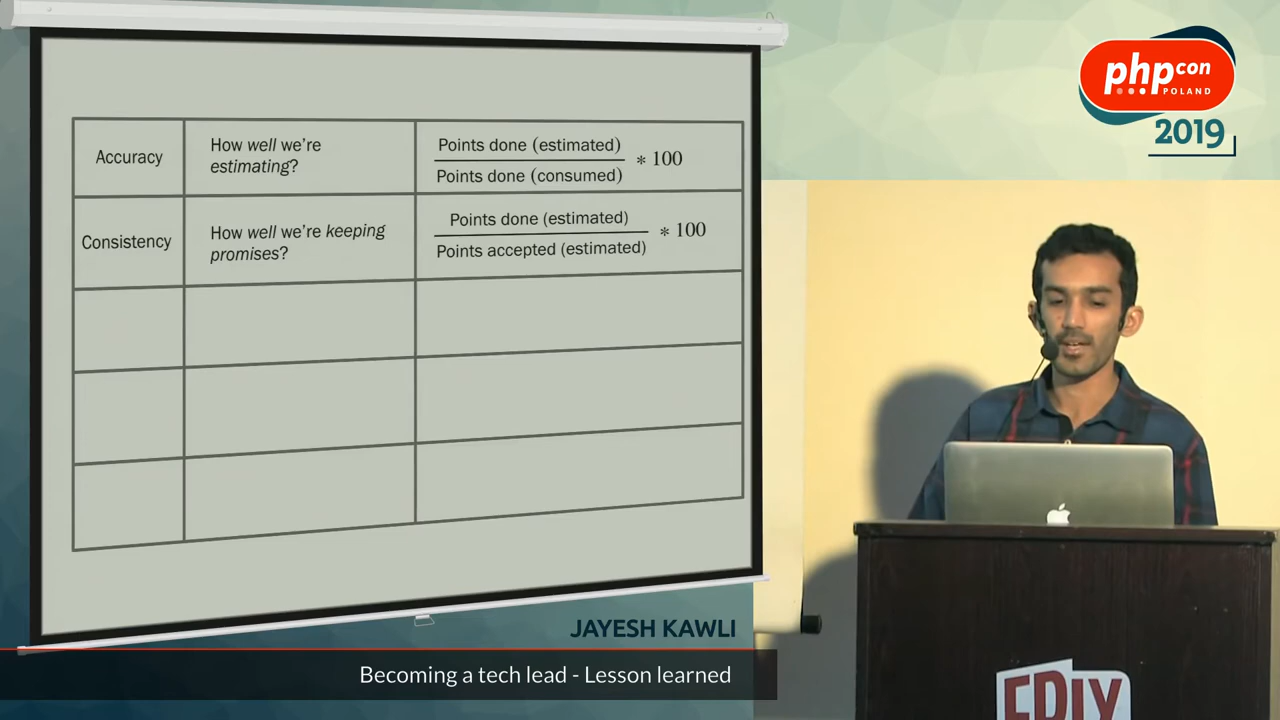 php con
POLAND
2019
Accuracy
How well we're
estimating?
Points done (estimated)
Points done (consumed)
* 100
Consistency
How well we're keeping
promises?
Points done (estimated)
Points accepted (estimated)
* 100
JAYESH KAWLI
Becoming a tech lead - Lesson learned